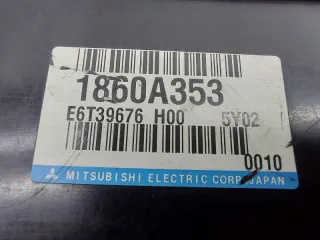 1860A353
E6T39676 H00 5Y02
0010
MITSUBISHI ELECTRIC CORP. JAPAN